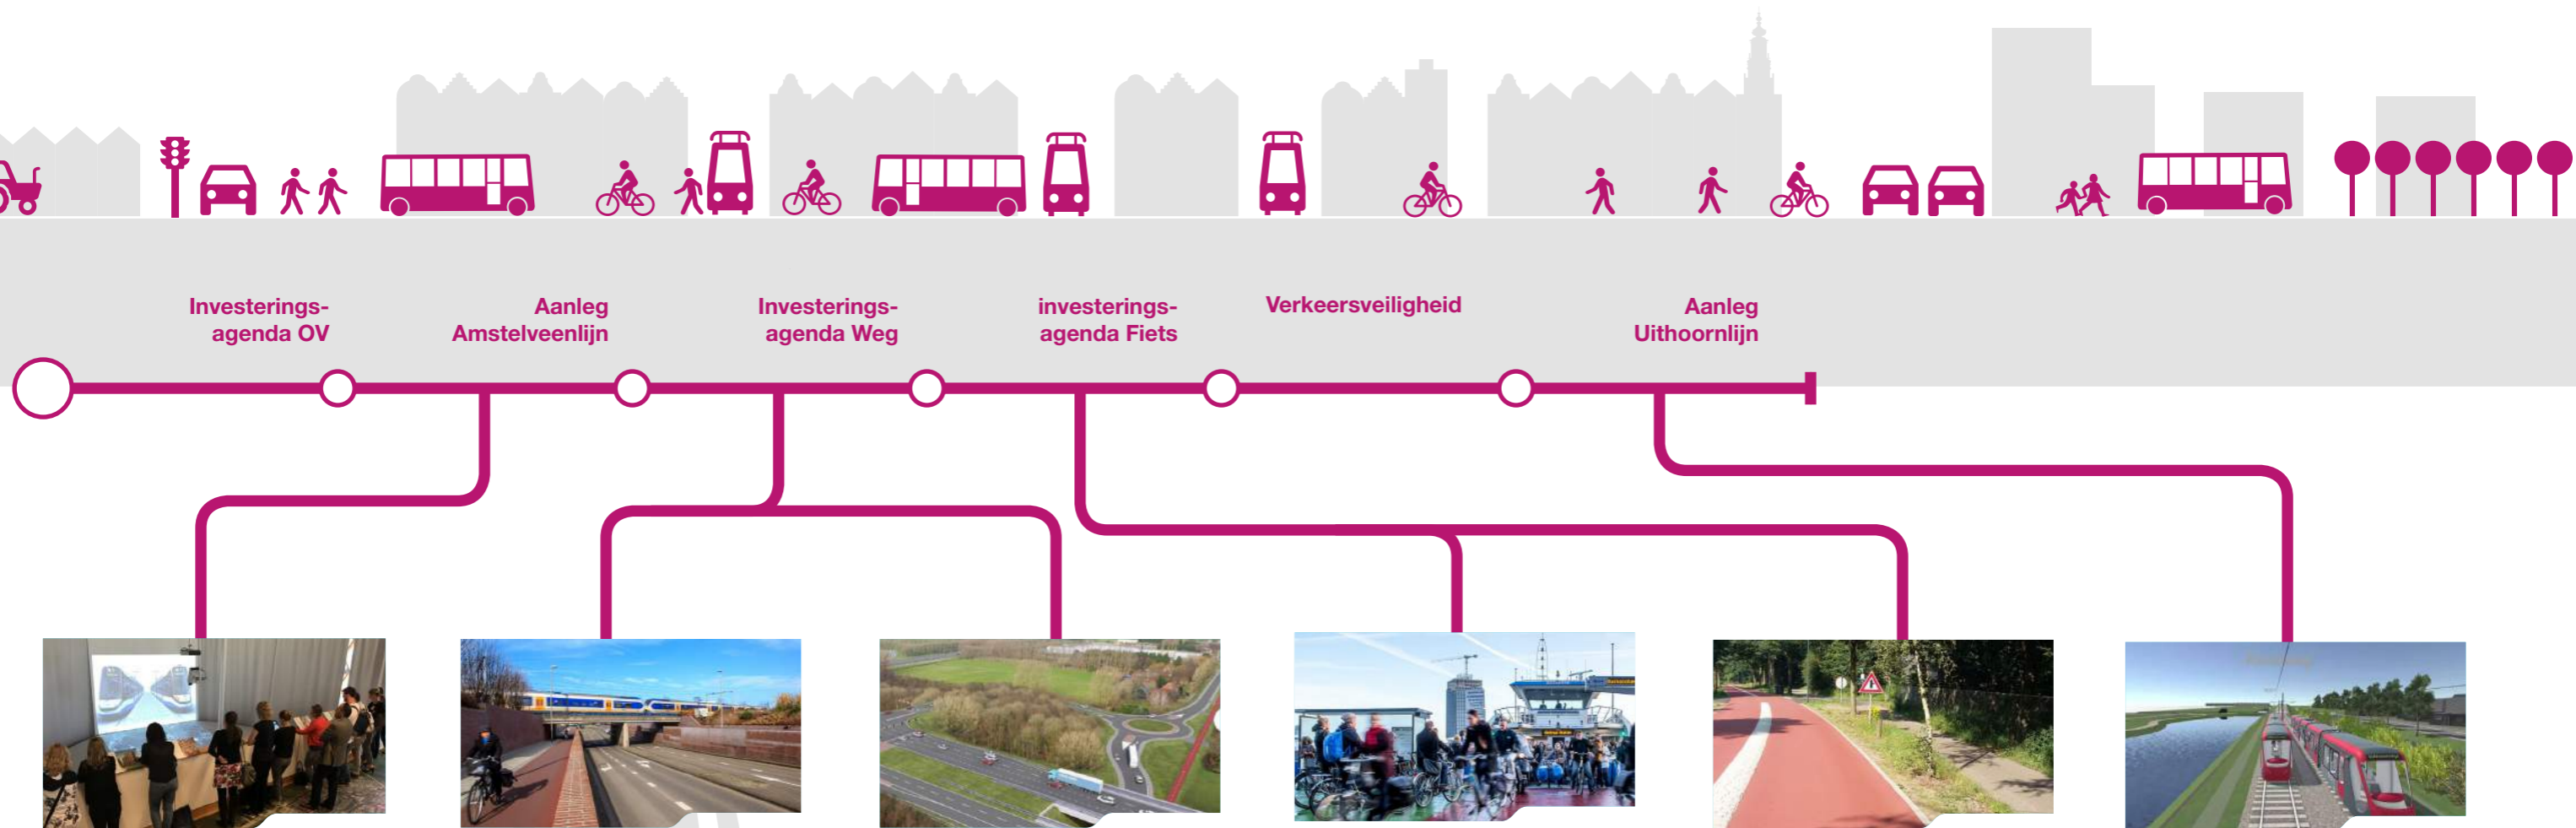 Investerings-
agenda OV
Aanleg
Amstelveenlijn
Investerings-
agenda Weg
investerings-
agenda Fiets
Verkeersveiligheid
Aanleg
Uithoornlijn